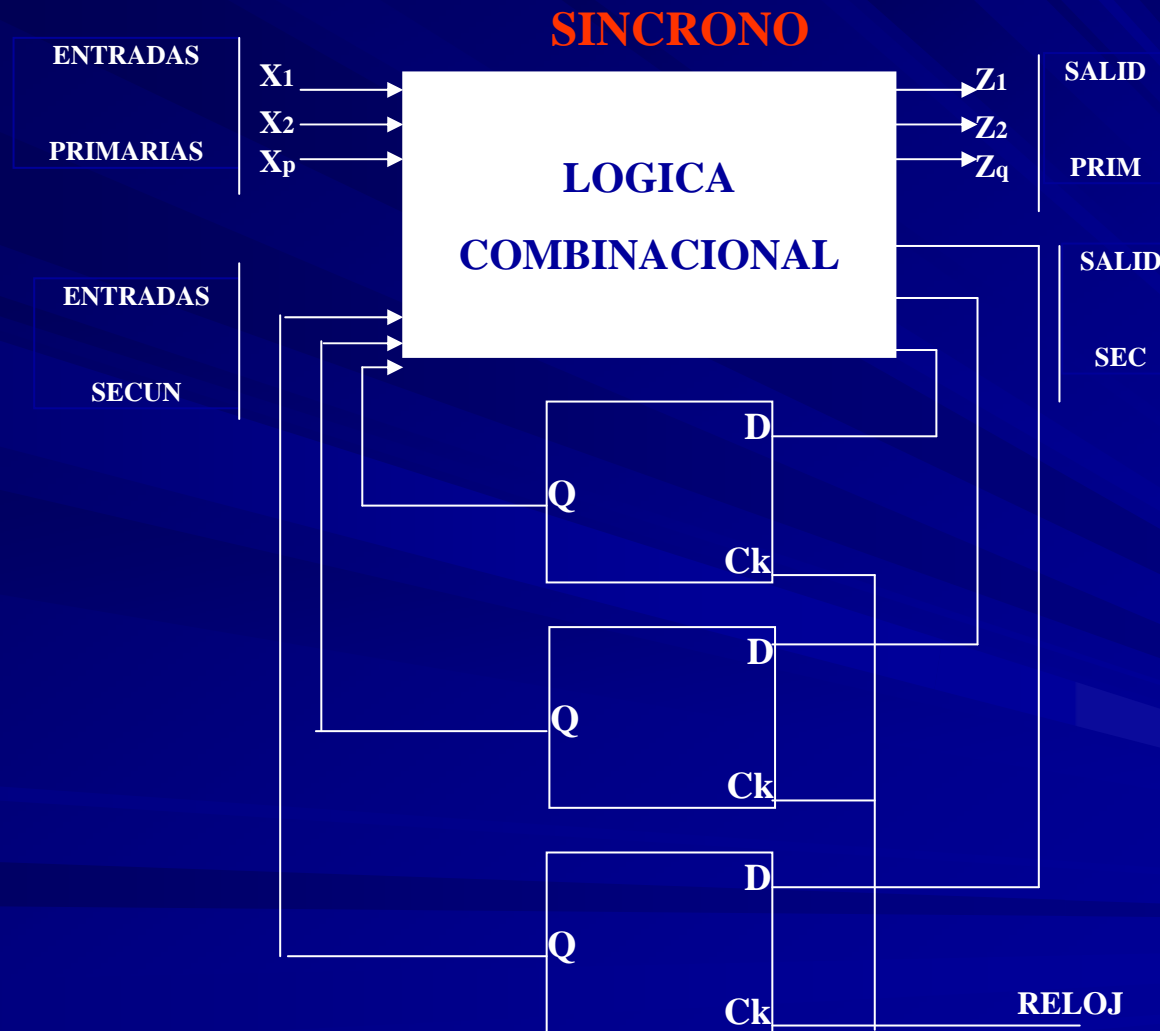 SINCRONO
ENTRADAS
PRIMARIAS
X1
X2
Xp
LOGICA
COMBINACIONAL
Z1
Z2
Zq
SALID
PRIM
ENTRADAS
SECUN
SALID
SEC
D
Q
Ck
D
Q
Ck
D
Q
Ck
RELOJ